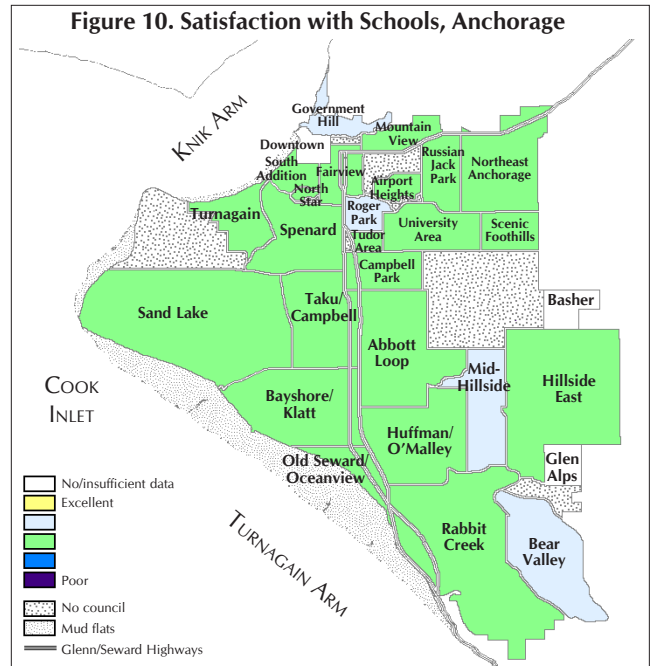 Figure 10. Satisfaction with Schools, Anchorage
KNIK ARM
Government
Hill
Mountain
View
Downtown
Russian
Jack
Park
Northeast
Anchorage
South
Addition
Fairview
Airport
Heights
North
Star
Turnagain
Roger
Park
Spenard
University
Area
Scenic
Foothills
Tudor
Area
Campbell
Park
Basher
Sand Lake
Taku/
Campbell
Abbott
Loop
Mid-
Hillside
Hillside
East
COOK
INLET
Bayshore/
Klatt
Huffman/
O'Malley
Old Seward/
Oceanview
Glen
Alps
Rabbit
Creek
Bear
Valley
TURNAGAIN ARM
No/insufficient data
Excellent
Poor
No council
Mud flats
Glenn/Seward Highways